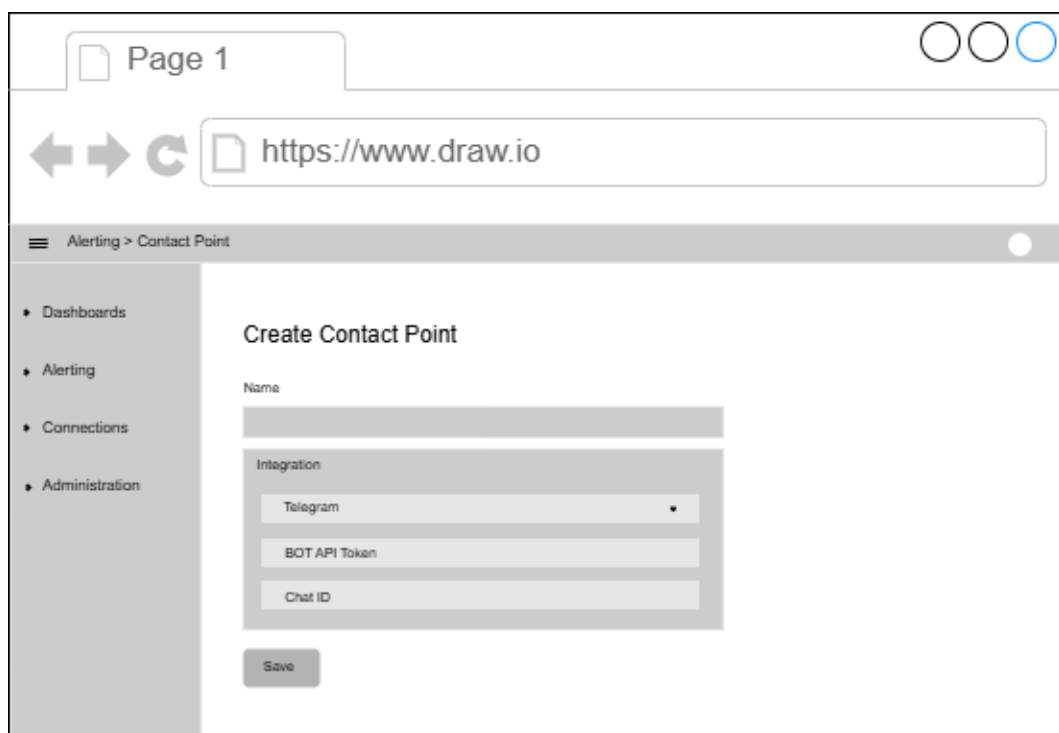 Page 1
https://www.draw.io
Alerting > Contact Point
Dashboards
Alerting
Connections
Administration
Create Contact Point
Name
Integration
Telegram
BOT API Token
Chat ID
Save